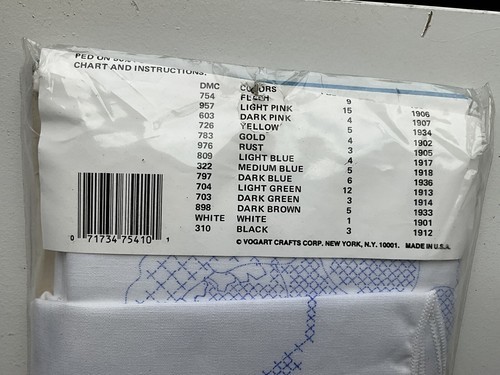 CHART AND INSTRUCTIONS.
DMC COLORS
754 FLESH 9
957 LIGHT PINK 15 1906
603 DARK PINK 4 1907
726 YELLOW 5 1934
783 GOLD 4 1902
976 RUST 3 1905
809 LIGHT BLUE 4 1917
322 MEDIUM BLUE 5 1918
797 DARK BLUE 6 1936
704 LIGHT GREEN 12 1913
703 DARK GREEN 3 1914
898 DARK BROWN 5 1933
WHITE WHITE 1 1901
310 BLACK 3 1912
0 71734 75410 1
© VOGART CRAFTS CORP. NEW YORK, N.Y. 10001. MADE IN U.S.A.